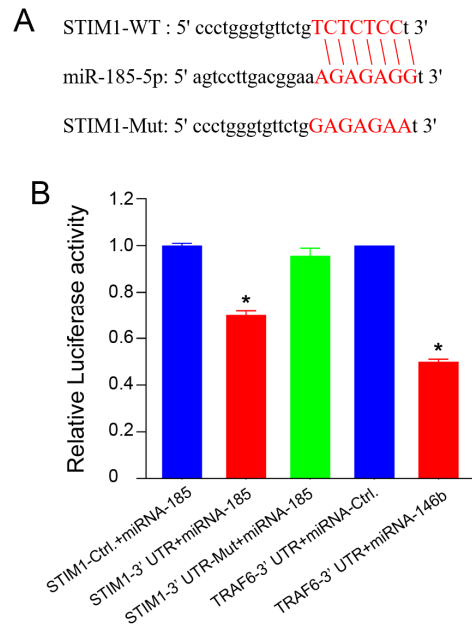 A
STIM1-WT : 5' ccctgggtgttctgTCTCTCCt 3'
miR-185-5p: 5' agtccttgacggaaAGAGAGGt 3'
STIM1-Mut: 5' ccctgggtgttctgGAGAGAAt 3'
B
Relative Luciferase activity
1.2
1.0
0.8
0.6
0.4
0.2
0
*
*
STIM1-Ctrl.+miRNA-185
STIM1-3' UTR+miRNA-185
STIM1-3' UTR-Mut+miRNA-185
TRAF6-3' UTR+miRNA-Ctrl.
TRAF6-3' UTR+miRNA-146b